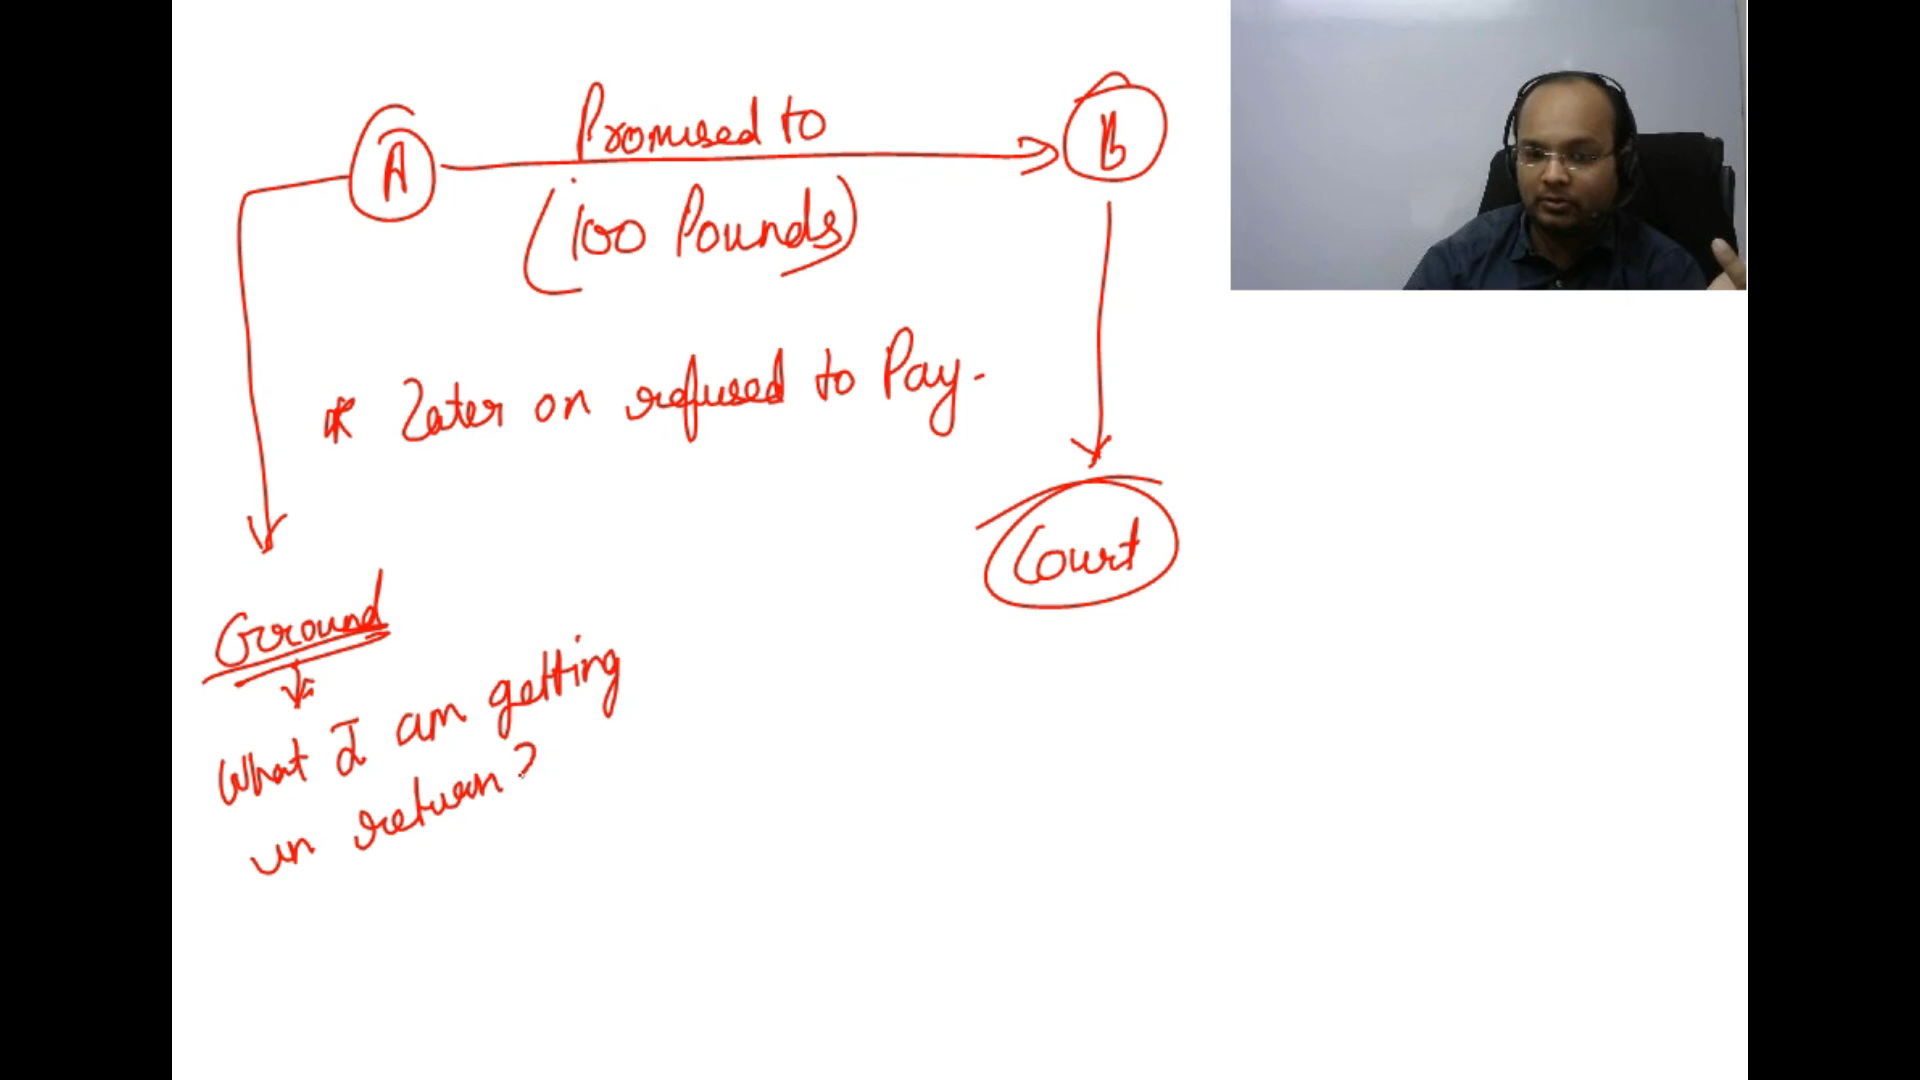 A
Promised to
B
(100 Pounds)
* Later on refused to Pay.
Court
Ground
What I am getting
in return?